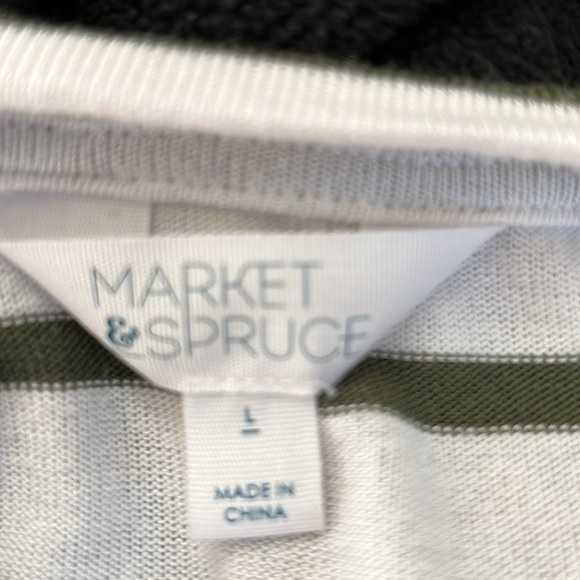 MARKET
& SPRUCE
L
MADE IN
CHINA